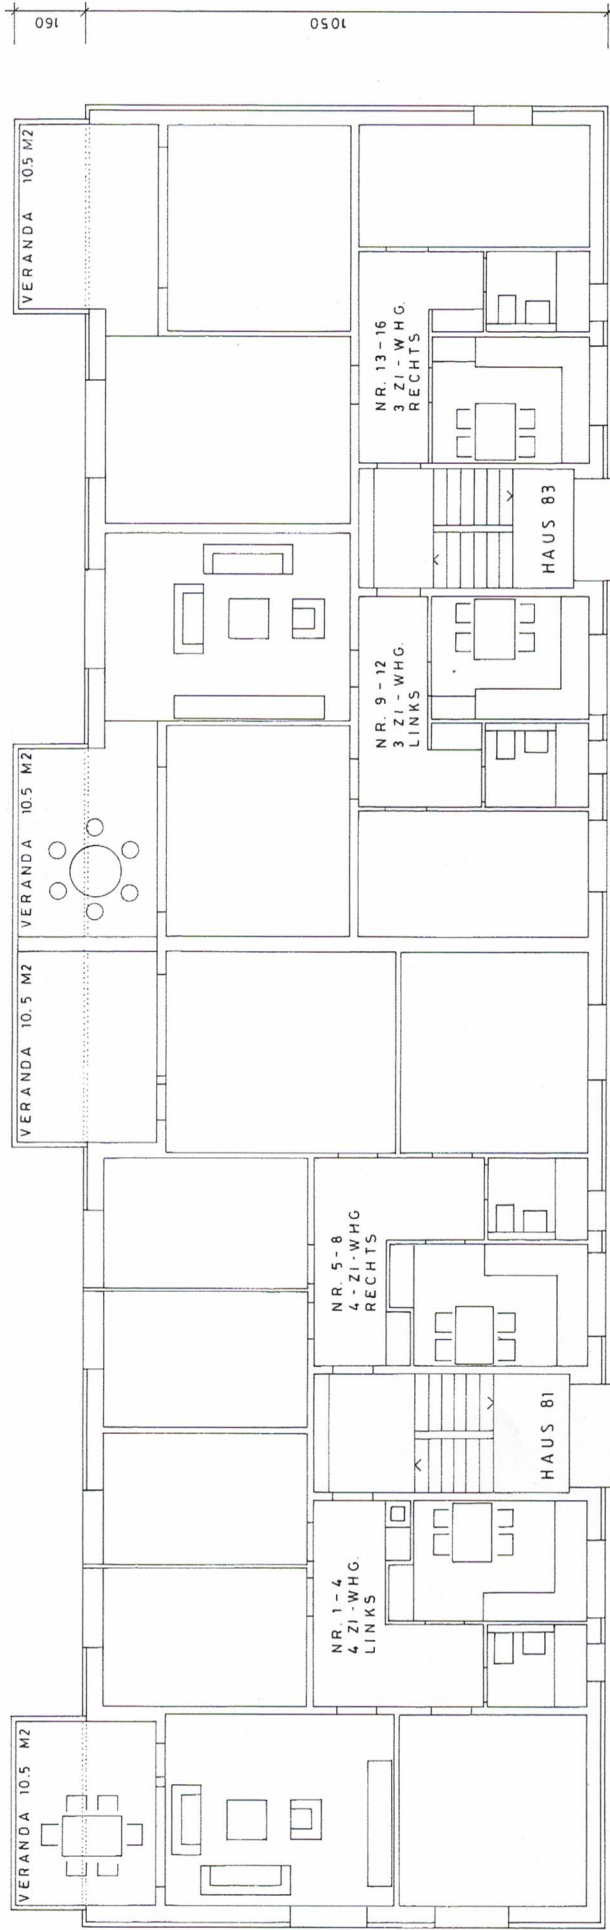 160
1050
VERANDA 10.5 M2
VERANDA 10.5 M2
VERANDA 10.5 M2
VERANDA 10.5 M2
NR. 1-4
4 ZI-WHG.
LINKS
HAUS 81
NR. 5-8
4-ZI-WHG
RECHTS
NR. 9-12
3 ZI-WHG.
LINKS
HAUS 83
NR. 13-16
3 ZI-WHG.
RECHTS